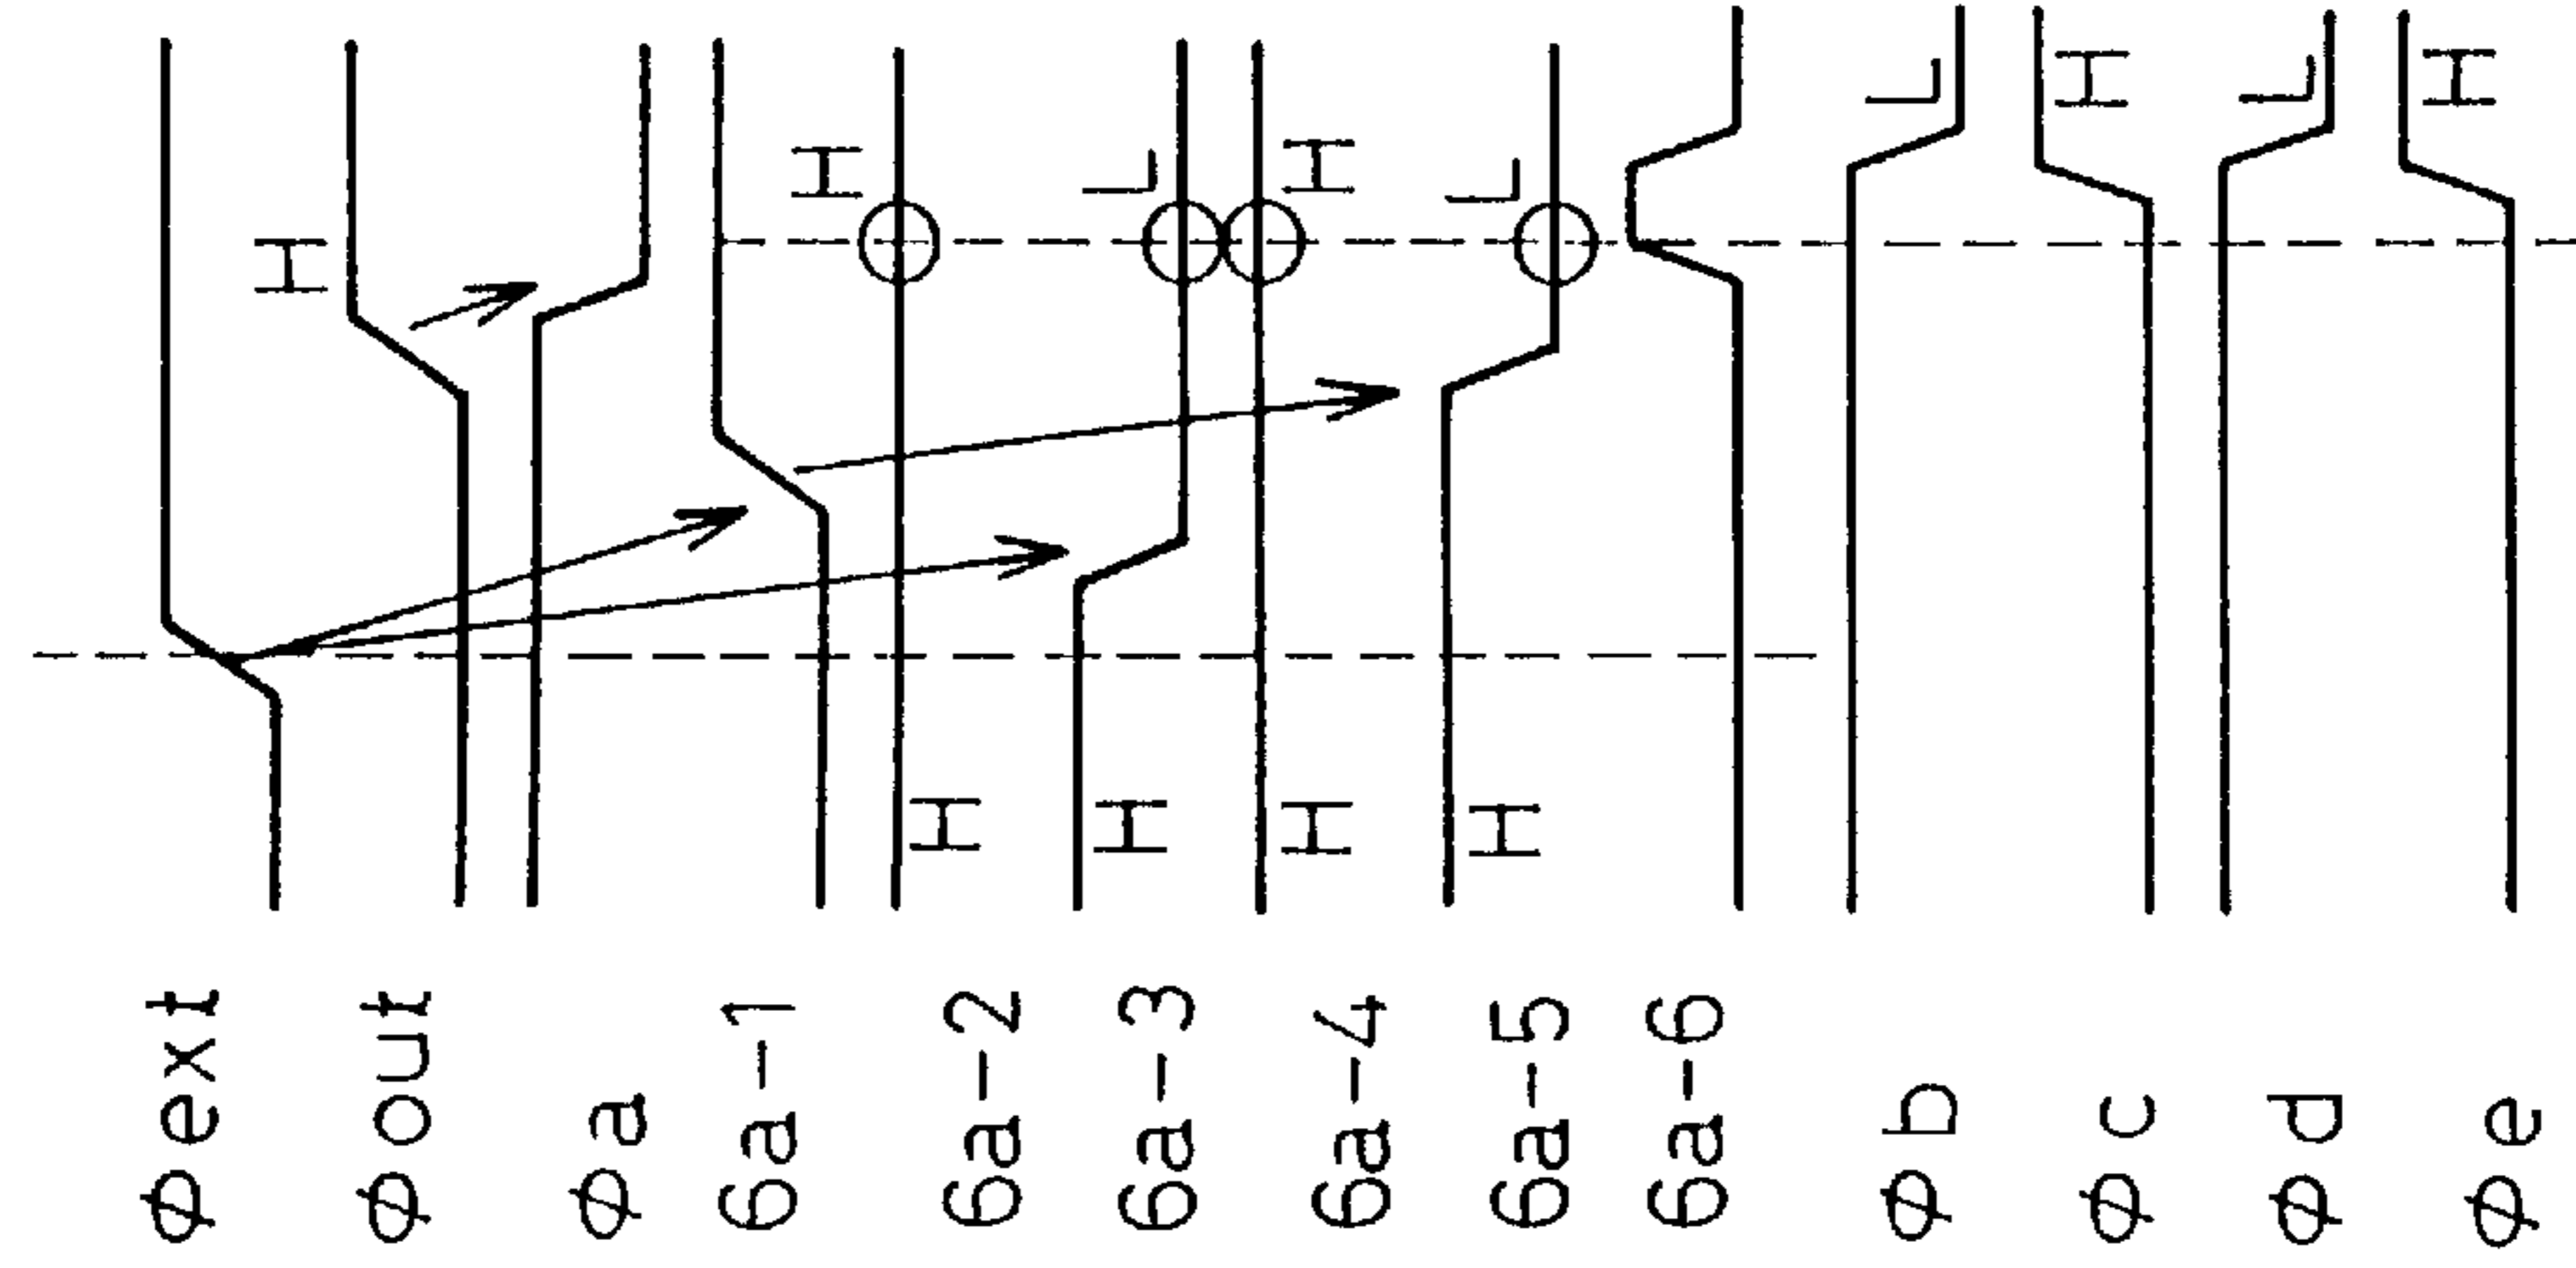 φext H
φout
φa
6a-1
6a-2 H H
6a-3 H L
6a-4 H H
6a-5 H L
6a-6
φb L
φc H
φd L
φe H